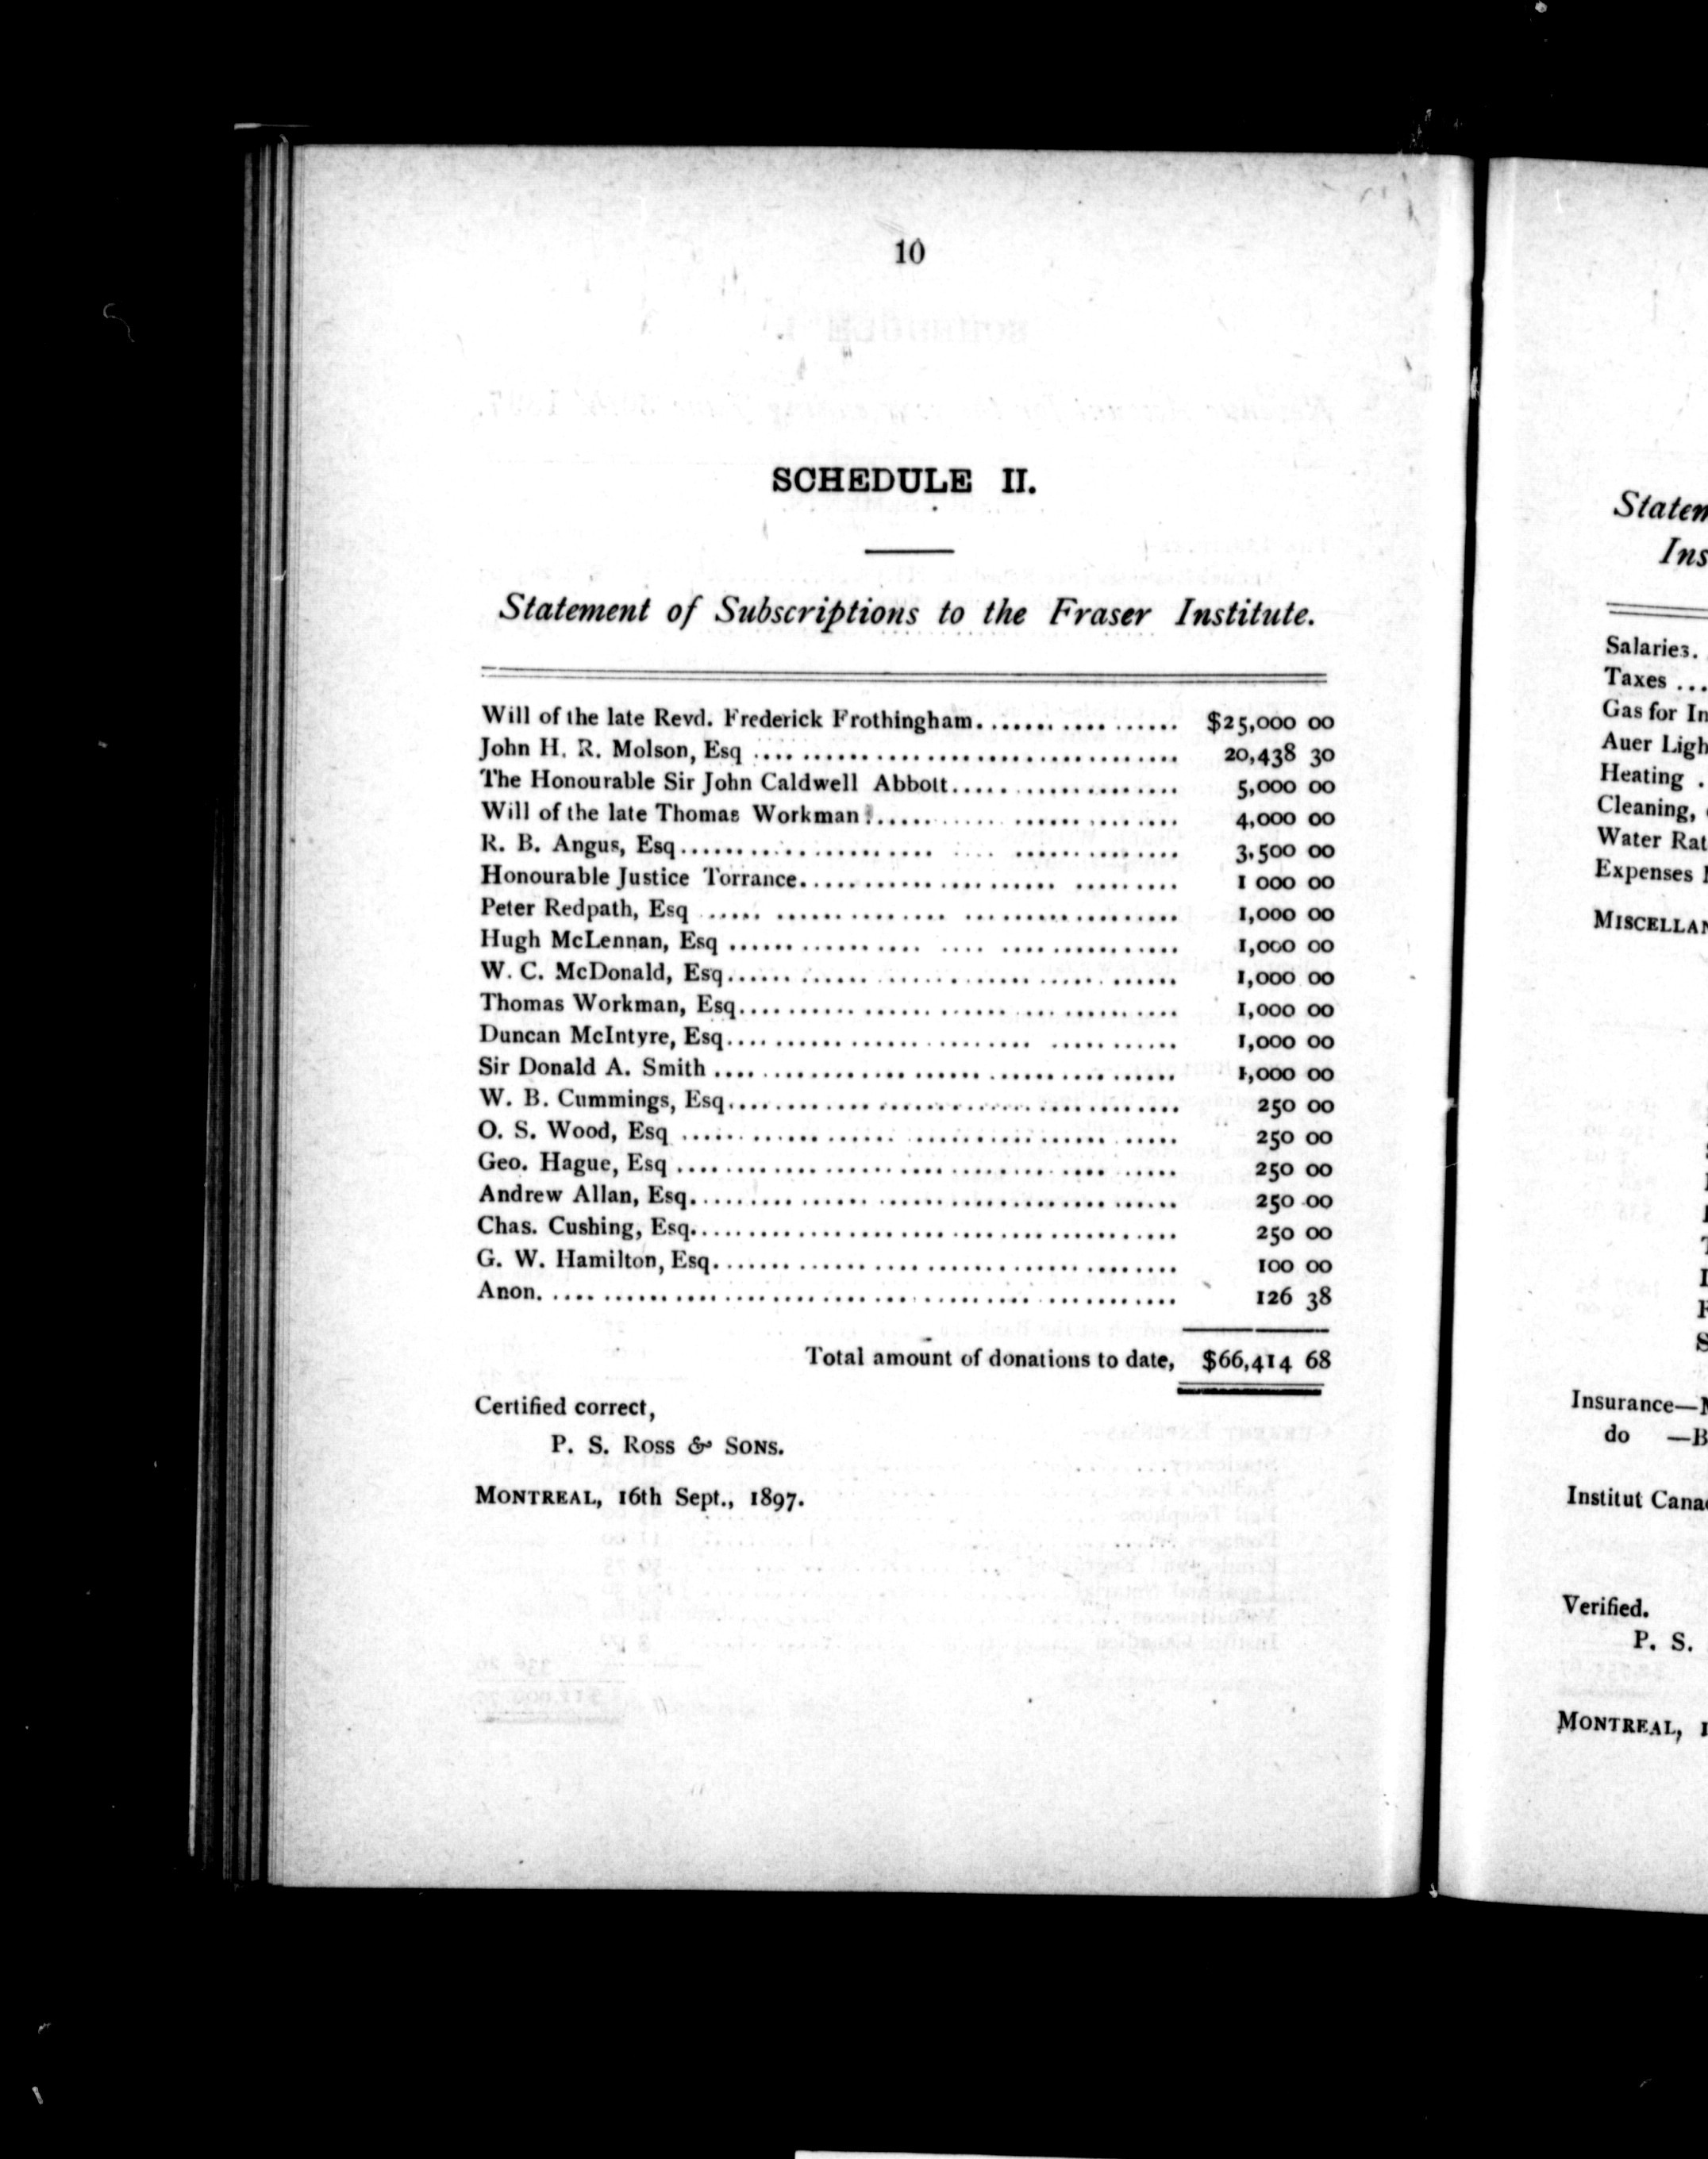 10
SCHEDULE II.
Statement of Subscriptions to the Fraser Institute.
Will of the late Revd. Frederick Frothingham. ...... .... ...... $25,000 00
John H. R. Molson, Esq .................................... 20,438 30
The Honourable Sir John Caldwell Abbott................... 5,000 00
Will of the late Thomas Workman ...... ...... ...... ....... 4,000 00
R. B. Angus, Esq..................... .... .............. 3,500 00
Honourable Justice Torrance..................... ......... 1 000 00
Peter Redpath, Esq ..... .............. .................. 1,000 00
Hugh McLennan, Esq ................ .... ............... 1,000 00
W. C. McDonald, Esq............ ................... ...... 1,000 00
Thomas Workman, Esq.................................... 1,000 00
Duncan McIntyre, Esq......................... ........... 1,000 00
Sir Donald A. Smith ...................................... 1,000 00
W. B. Cummings, Esq..................................... 250 00
O. S. Wood, Esq ........................................ 250 00
Geo. Hague, Esq ........................................ 250 00
Andrew Allan, Esq....................................... 250 00
Chas. Cushing, Esq....................................... 250 00
G. W. Hamilton, Esq..................................... 100 00
Anon. .................................................. 126 38
Total amount of donations to date, $66,414 68
Certified correct,
P. S. Ross & Sons.
Montreal, 16th Sept., 1897.
Salaries.
Taxes ...
Gas for
Auer
Heating .
Cleaning,
Water
Expenses
Insurance—
do —
Institut
Verified.
P. S.
Montreal,